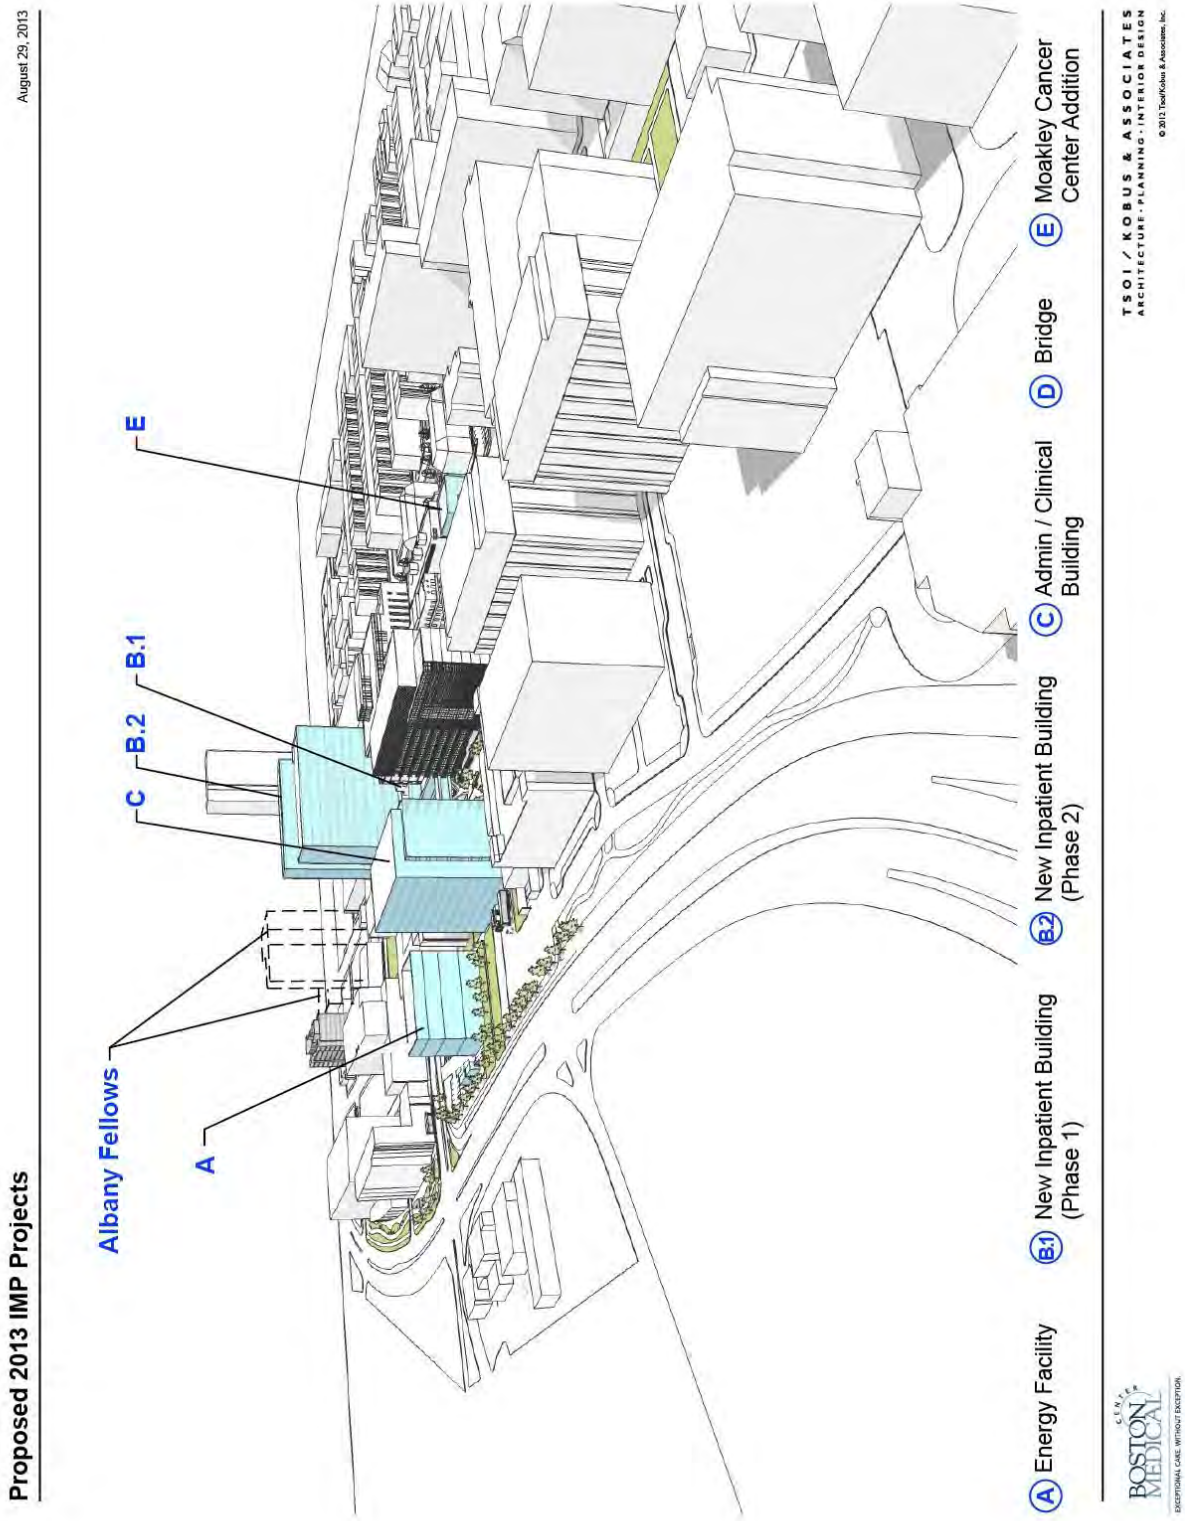 Proposed 2013 IMP Projects
August 29, 2013
Albany Fellows
A
C
B.2
B.1
E
A Energy Facility
B.1 New Inpatient Building
(Phase 1)
B.2 New Inpatient Building
(Phase 2)
C Admin / Clinical
Building
D Bridge
E Moakley Cancer
Center Addition
BOSTON
MEDICAL
CENTER
EXCEPTIONAL CARE. WITHOUT EXCEPTION.
TSOI / KOBUS & ASSOCIATES
ARCHITECTURE • PLANNING • INTERIOR DESIGN
© 2012 Tsoi/Kobus & Associates, Inc.